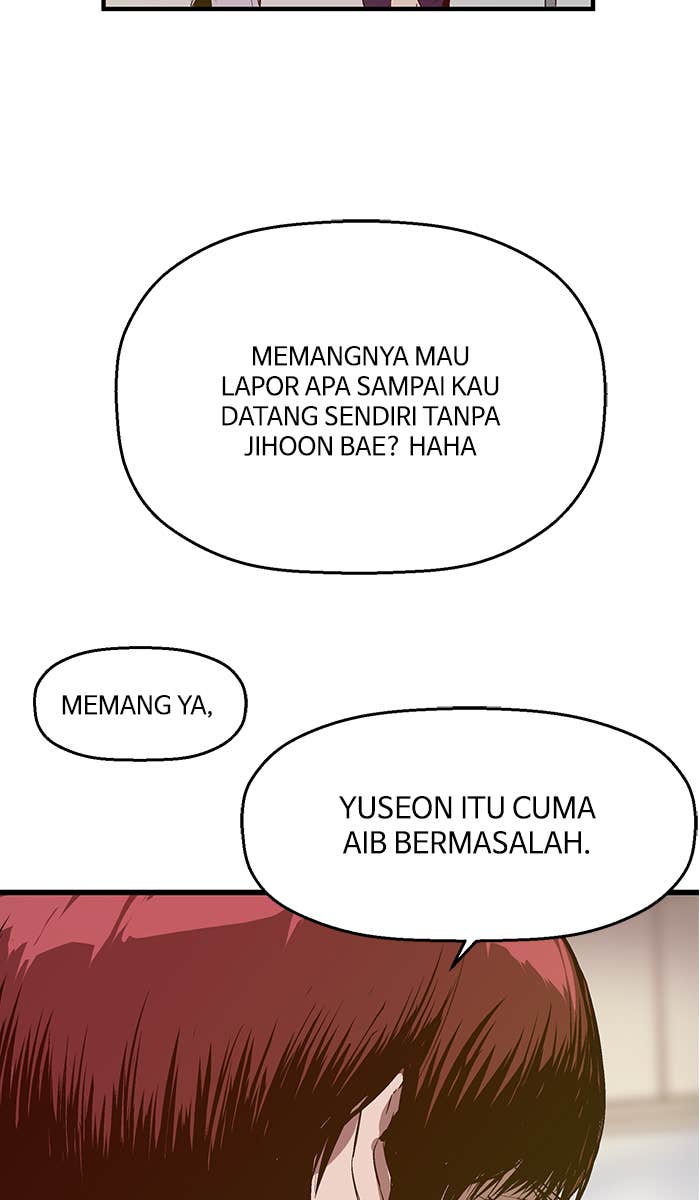 MEMANGNYA MAU
LAPOR APA SAMPAI KAU
DATANG SENDIRI TANPA
JIHOON BAE? HAHA
MEMANG YA,
YUSEON ITU CUMA
AIB BERMASALAH.